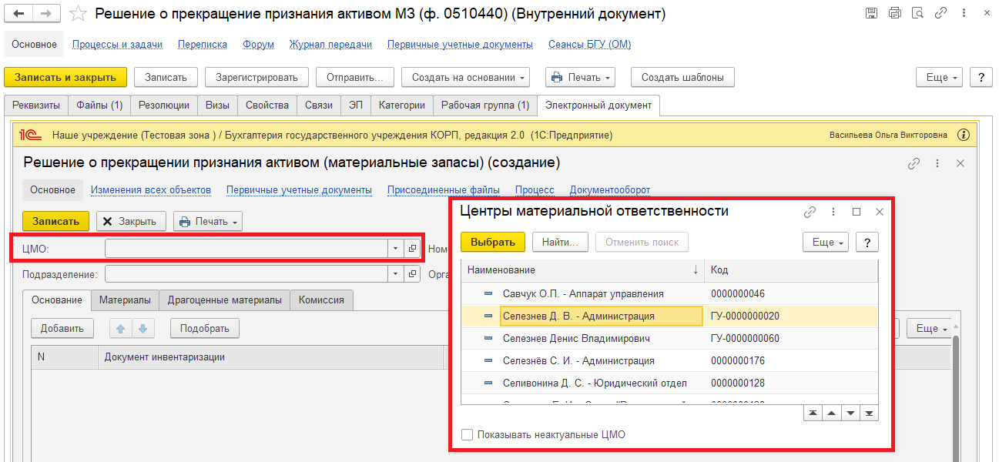 Решение о прекращение признания активом МЗ (ф. 0510440) (Внутренний документ)
Основное Процессы и задачи Переписка Форум Журнал передачи Первичные учетные документы Сеансы БГУ (ОМ)
Записать и закрыть Записать Зарегистрировать Отправить... Создать на основании Печать Создать шаблоны Еще ?
Реквизиты Файлы (1) Резолюции Визы Свойства Связи ЭП Категории Рабочая группа (1) Электронный документ
1С Наше учреждение (Тестовая зона ) / Бухгалтерия государственного учреждения КОРП, редакция 2.0 (1С:Предприятие) Васильева Ольга Викторовна
Решение о прекращении признания активом (материальные запасы) (создание)
Основное Изменения всех объектов Первичные учетные документы Присоединенные файлы Процесс Документооборот
Записать Закрыть Печать
ЦМО: Ном
Подразделение: Орга
Основание Материалы Драгоценные материалы Комиссия
Добавить Подобрать Еще
N Документ инвентаризации
Центры материальной ответственности
Выбрать Найти... Отменить поиск Еще ?
Наименование ↓ Код
Савчук О.П. - Аппарат управления 0000000046
Селезнев Д. В. - Администрация ГУ-0000000020
Селезнев Денис Владимирович ГУ-0000000060
Селезнёв С. И. - Администрация 0000000176
Селивонина Д. С. - Юридический отдел 0000000128
Показывать неактуальные ЦМО